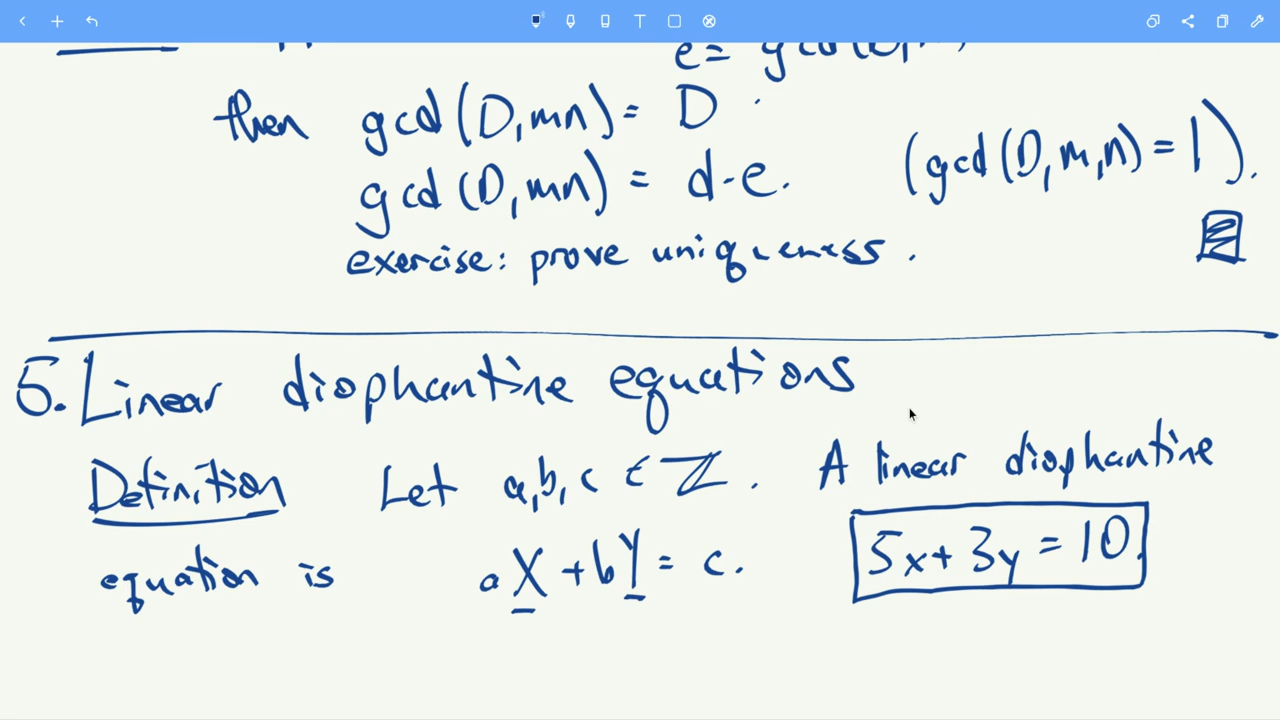 e = gcd(
then gcd(D,mn) = D
(gcd(D,m,n) = 1).
gcd(D,mn) = d·e.
exercise: prove uniqueness.
5. Linear diophantine equations
Definition Let a,b,c ∈ ℤ. A linear diophantine
equation is aX + bY = c. 5x + 3y = 10.